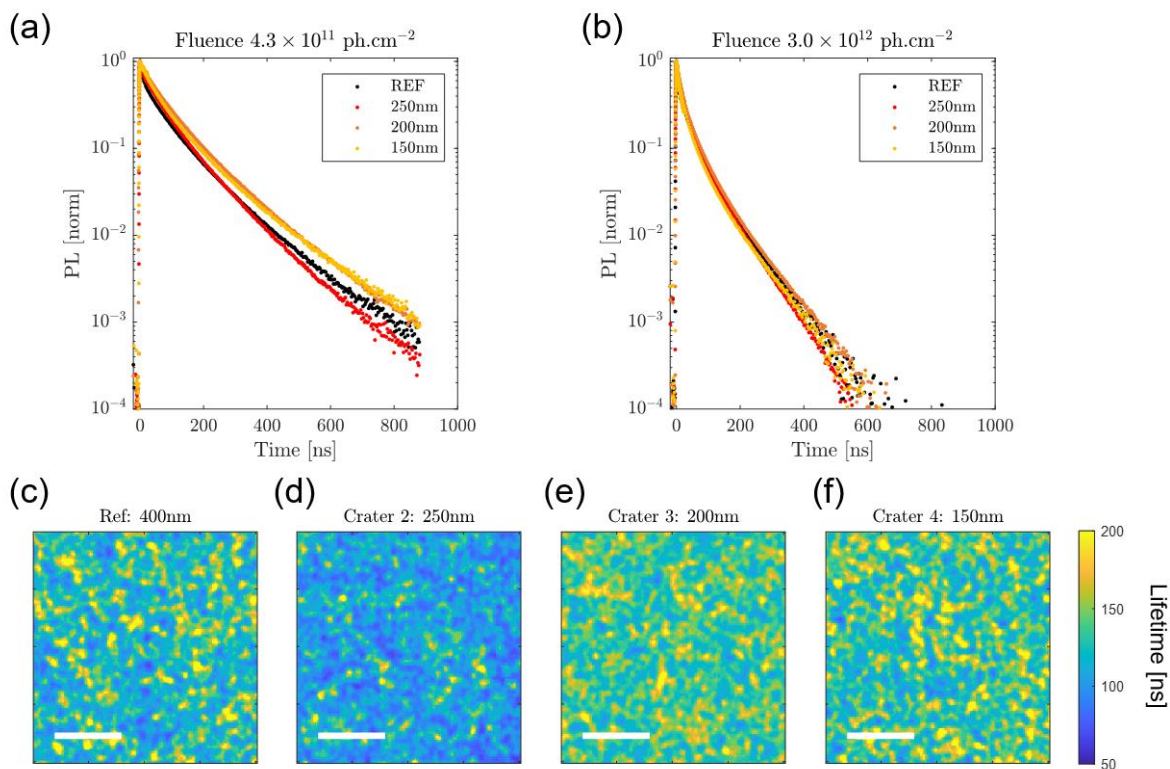 (a)
Fluence 4.3 × 10¹¹ ph.cm⁻²
10⁰
10⁻¹
10⁻²
10⁻³
10⁻⁴
PL [norm]
REF
250nm
200nm
150nm
0 200 400 600 800 1000
Time [ns]
(b)
Fluence 3.0 × 10¹² ph.cm⁻²
10⁰
10⁻¹
10⁻²
10⁻³
10⁻⁴
PL [norm]
REF
250nm
200nm
150nm
0 200 400 600 800 1000
Time [ns]
(c)
Ref: 400nm
(d)
Crater 2: 250nm
(e)
Crater 3: 200nm
(f)
Crater 4: 150nm
200
150
100
50
Lifetime [ns]